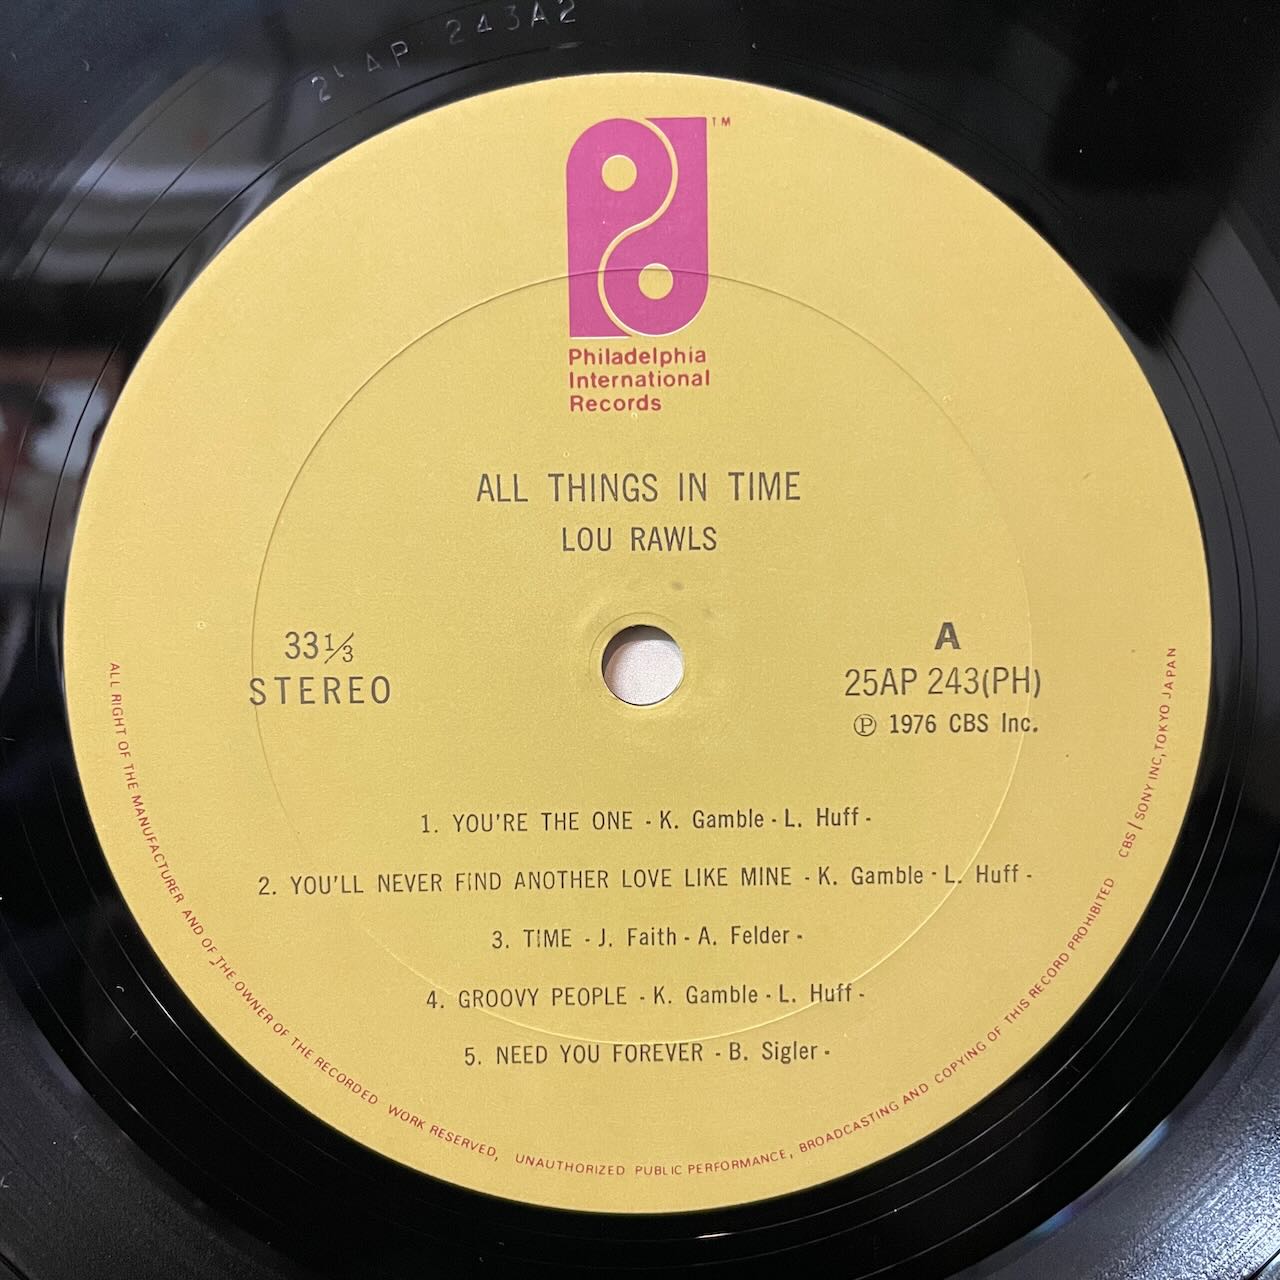 25AP 243A2
TM
Philadelphia
International
Records
ALL THINGS IN TIME
LOU RAWLS
33⅓
STEREO
A
25AP 243(PH)
Ⓟ 1976 CBS Inc.
1. YOU'RE THE ONE - K. Gamble - L. Huff -
2. YOU'LL NEVER FIND ANOTHER LOVE LIKE MINE - K. Gamble - L. Huff -
3. TIME - J. Faith - A. Felder -
4. GROOVY PEOPLE - K. Gamble - L. Huff -
5. NEED YOU FOREVER - B. Sigler -
ALL RIGHT OF THE MANUFACTURER AND OF THE OWNER OF THE RECORDED WORK RESERVED, UNAUTHORIZED PUBLIC PERFORMANCE, BROADCASTING AND COPYING OF THIS RECORD PROHIBITED CBS/SONY INC, TOKYO JAPAN